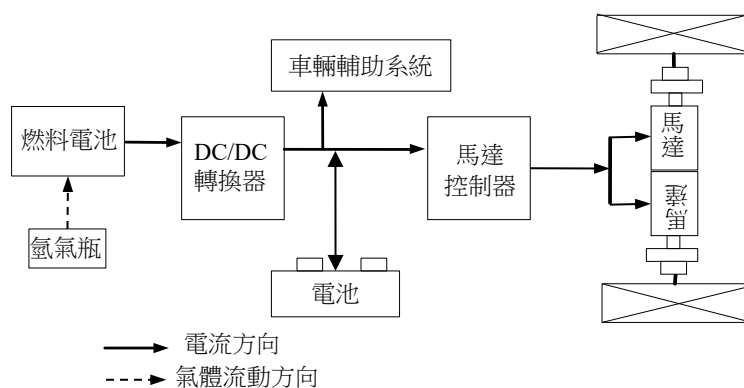 車輛輔助系統
燃料電池
DC/DC
轉換器
馬達
控制器
馬達
馬達
氫氣瓶
電池
電流方向
氣體流動方向